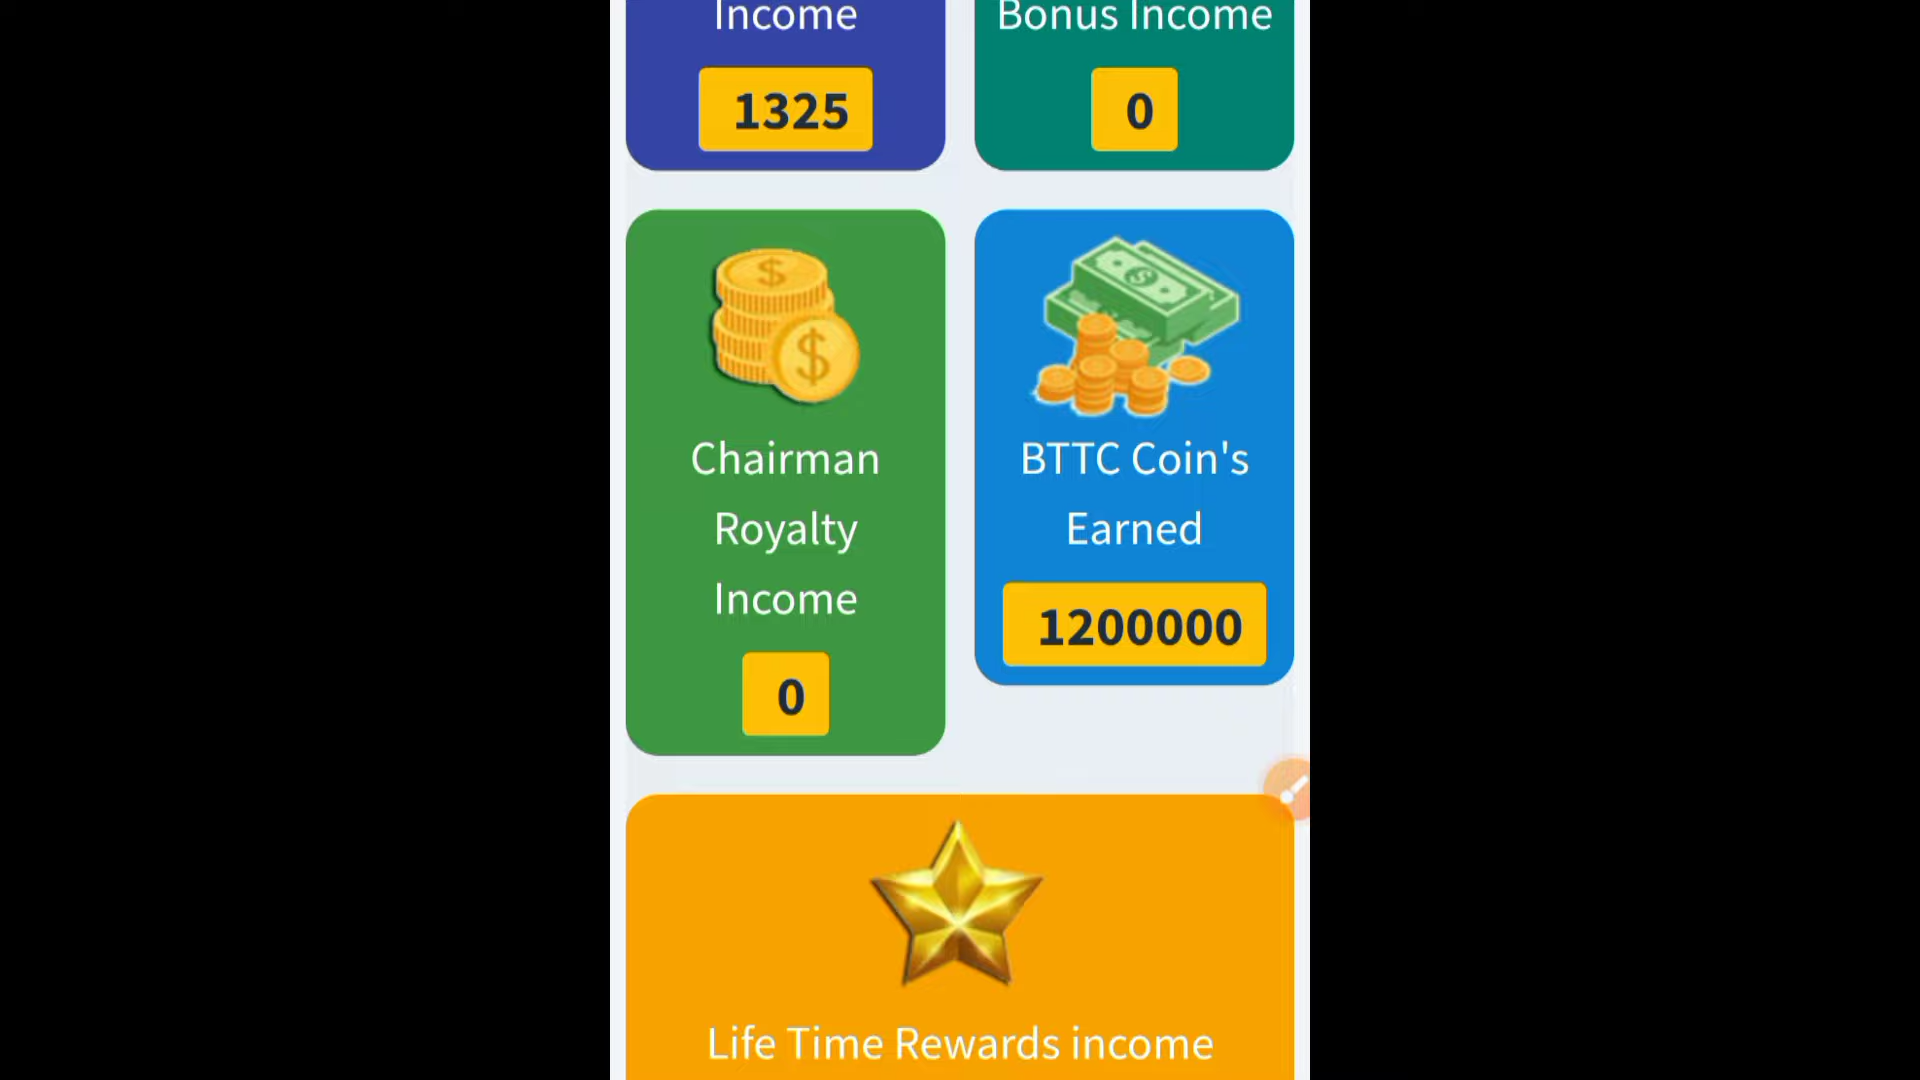 Income
1325
Bonus Income
0
Chairman
Royalty
Income
0
BTTC Coin's
Earned
1200000
Life Time Rewards income